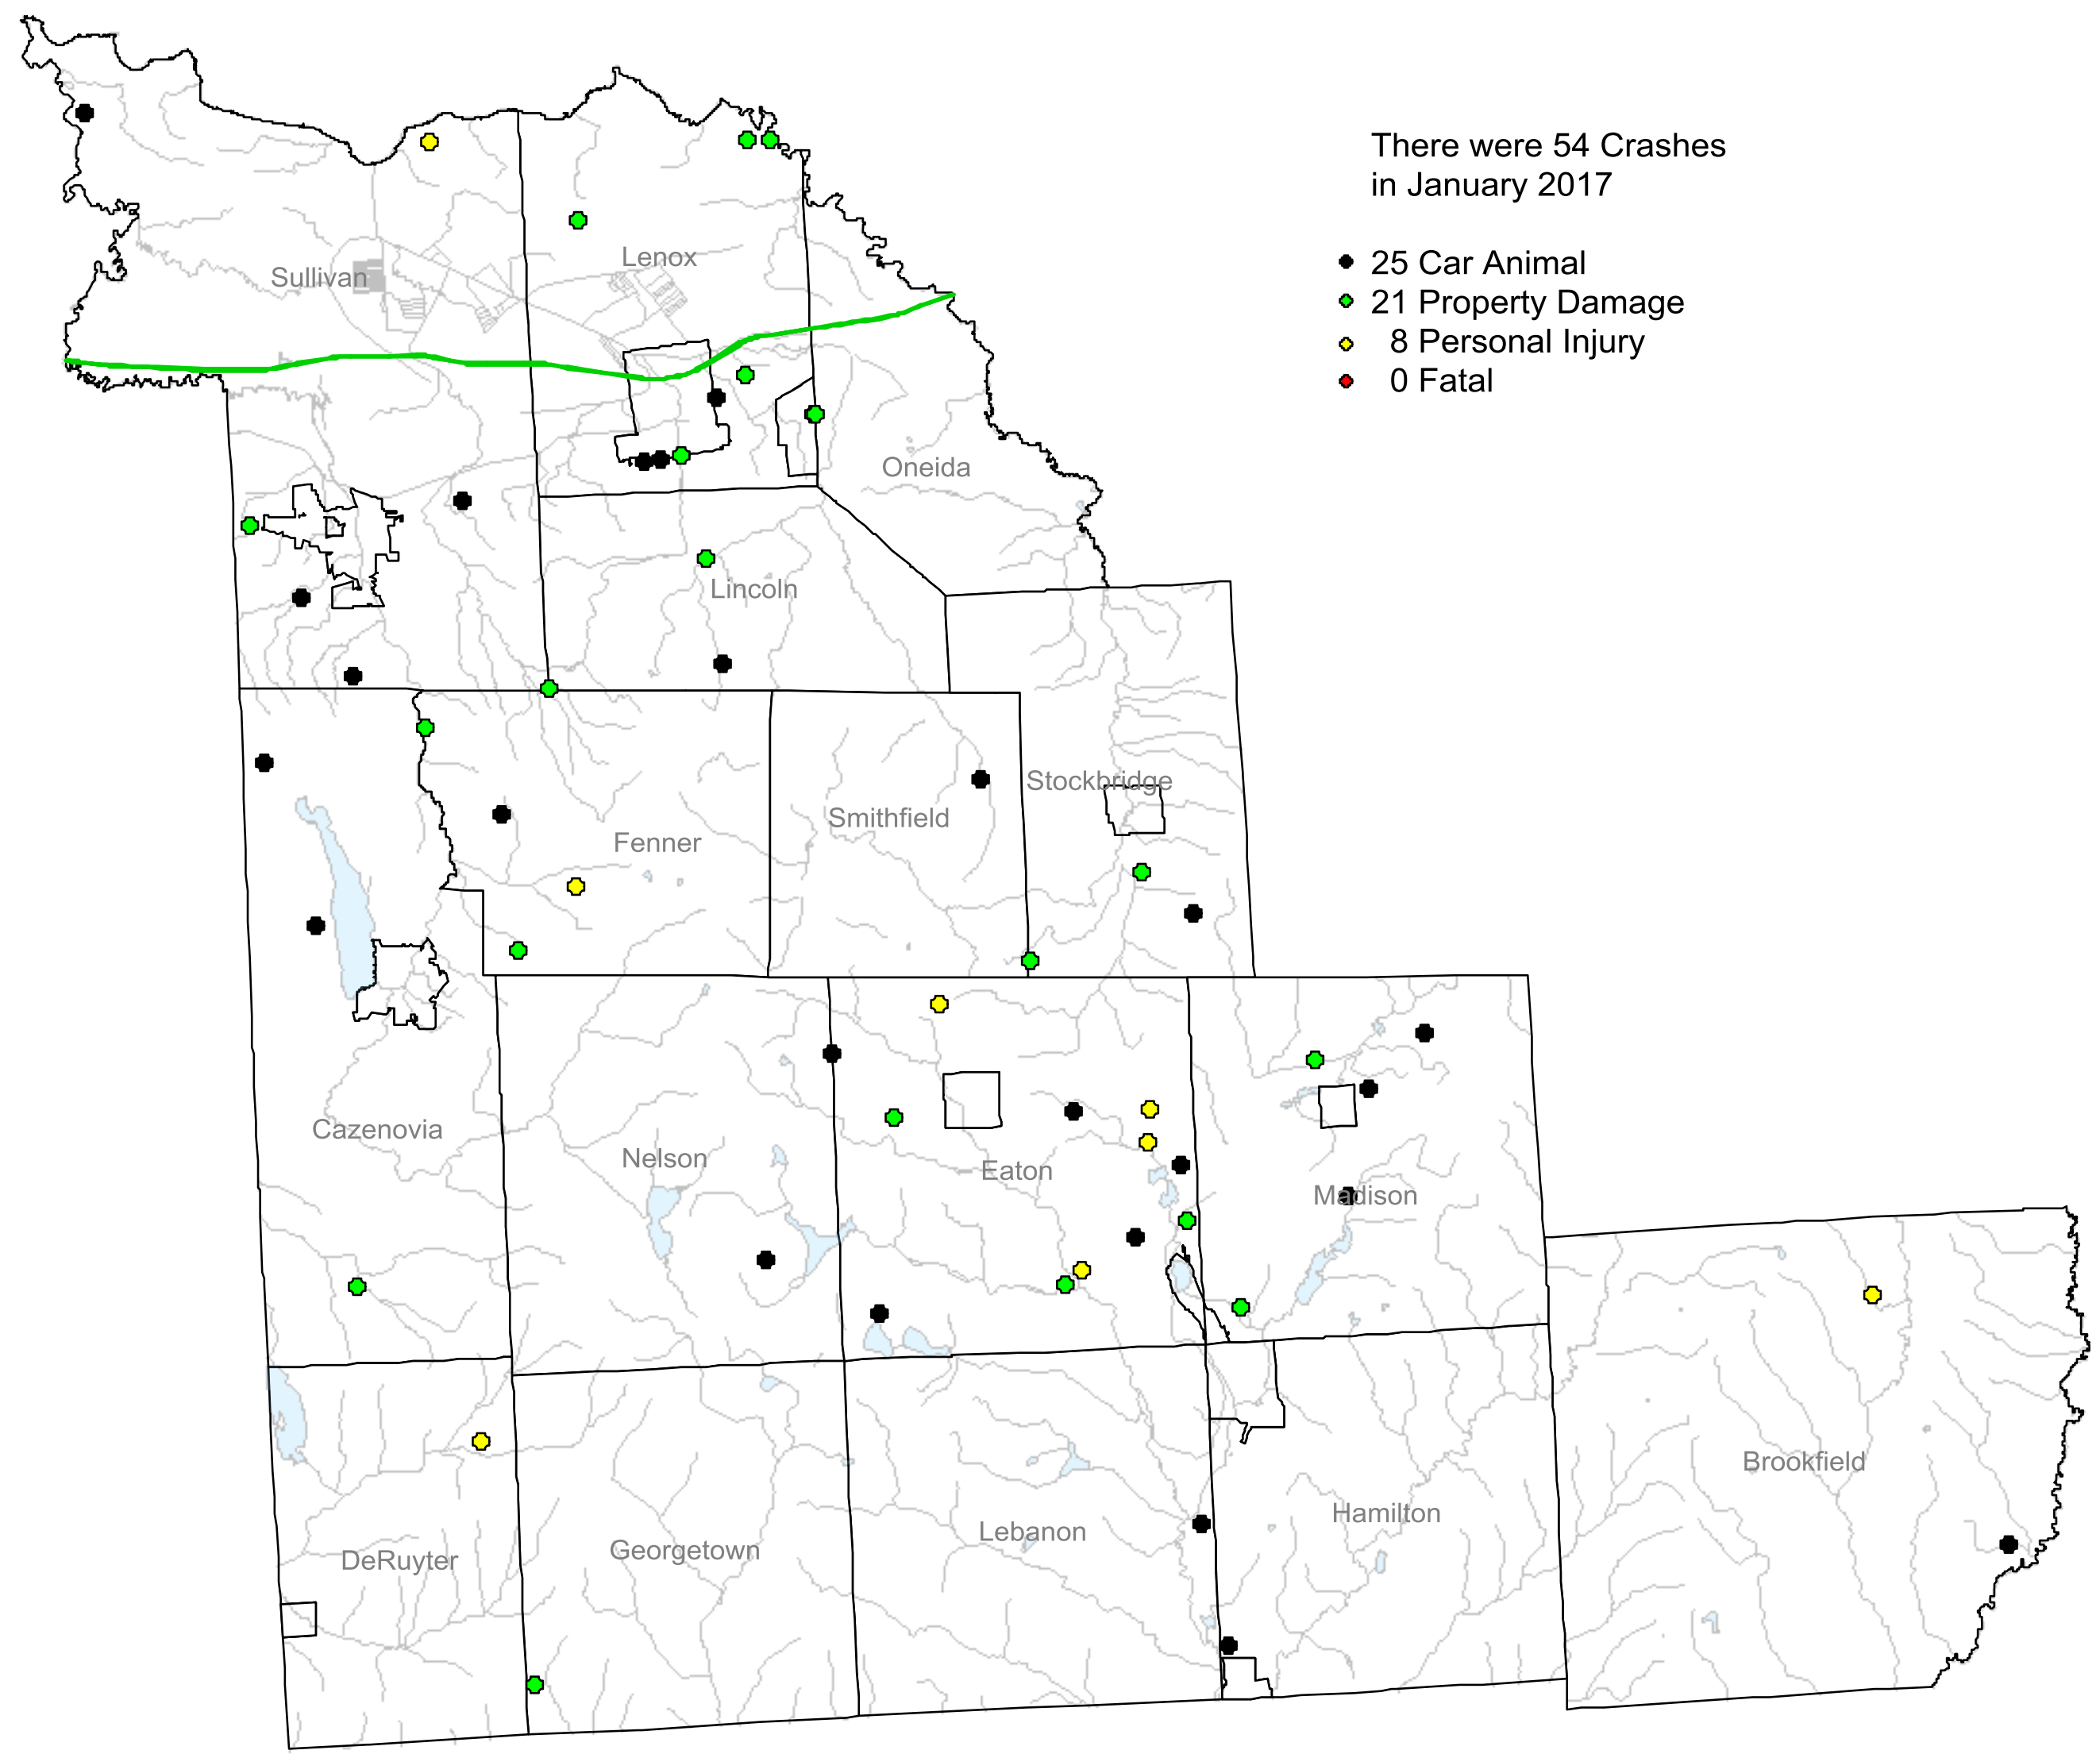 There were 54 Crashes
in January 2017
25 Car Animal
21 Property Damage
8 Personal Injury
0 Fatal
Sullivan
Lenox
Oneida
Lincoln
Stockbridge
Smithfield
Fenner
Cazenovia
Nelson
Eaton
Madison
Brookfield
Hamilton
Lebanon
Georgetown
DeRuyter